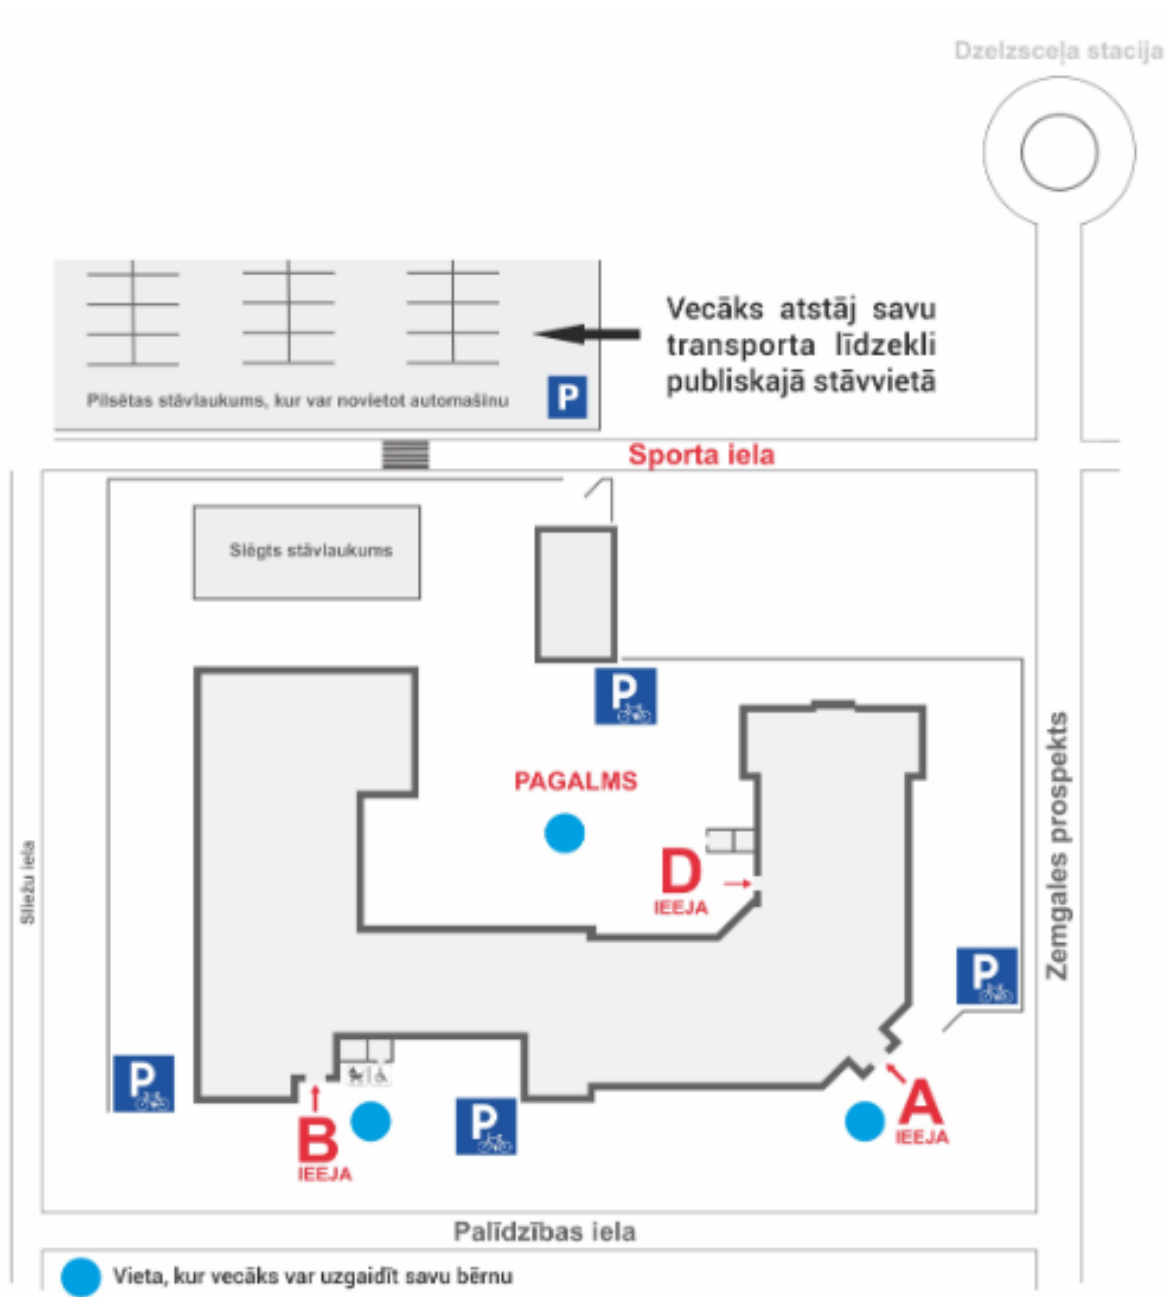 Dzelzsceļa stacija
Vecāks atstāj savu
transporta līdzekli
publiskajā stāvvietā
Pilsētas stāvlaukums, kur var novietot automašīnu
P
Sporta iela
Slēgts stāvlaukums
P
PAGALMS
D
IEEJA
Zemgales prospekts
Sliežu iela
P
P
B
IEEJA
P
A
IEEJA
Palīdzības iela
Vieta, kur vecāks var uzgaidīt savu bērnu